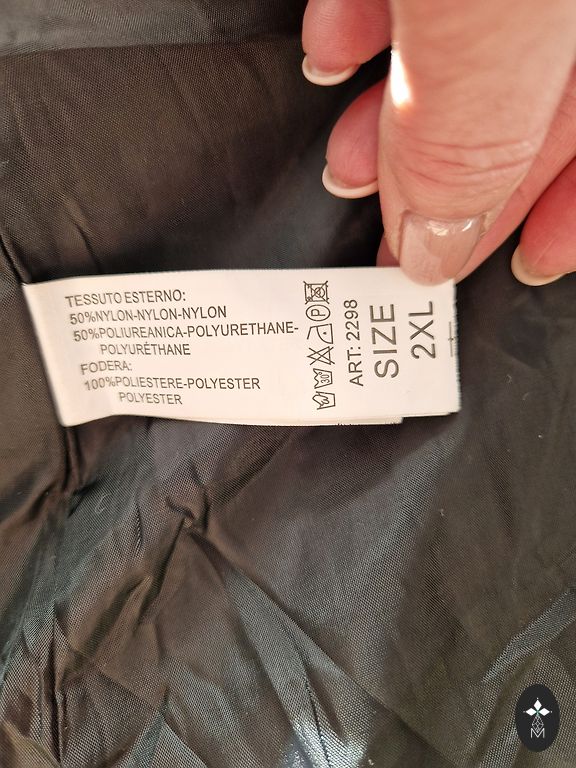 TESSUTO ESTERNO:
50%NYLON-NYLON-NYLON
50%POLIUREANICA-POLYURETHANE-
POLYURÉTHANE
FODERA:
100%POLIESTERE-POLYESTER
POLYESTER
ART: 2298
SIZE
2XL
P
M